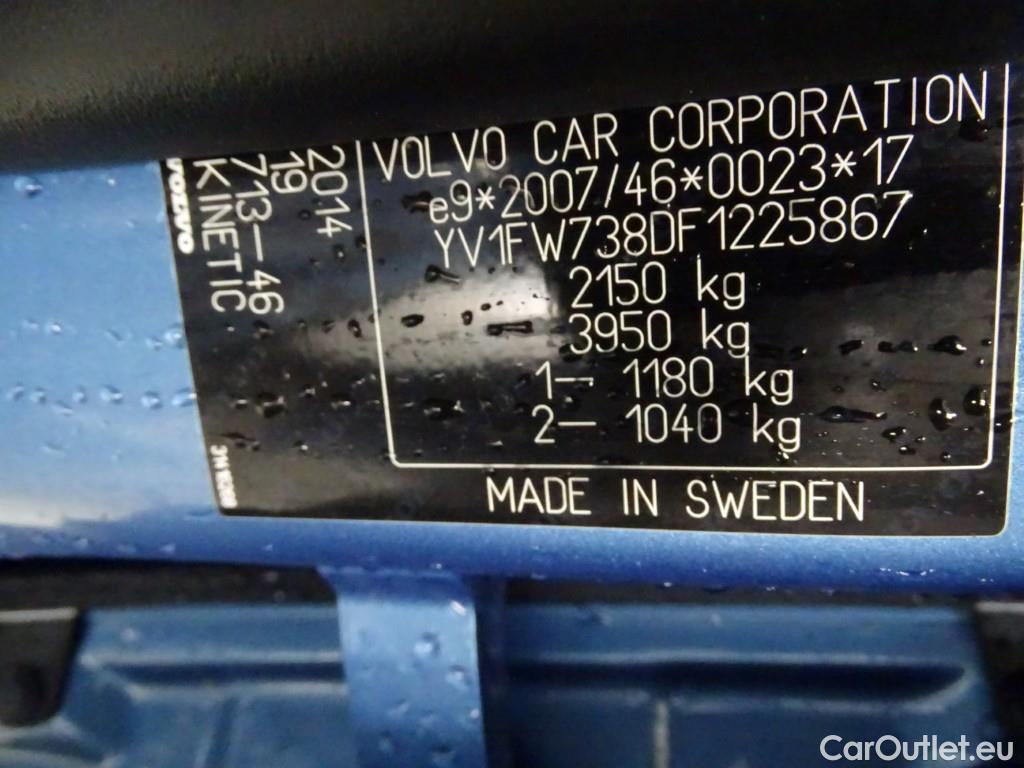 VOLVO CAR CORPORATION
e9*2007/46*0023*17
YV1FW738DF1225867
2150 kg
3950 kg
1— 1180 kg
2— 1040 kg
MADE IN SWEDEN
2014
19
713—46
KINETIC
VOLVO
CarOutlet.eu